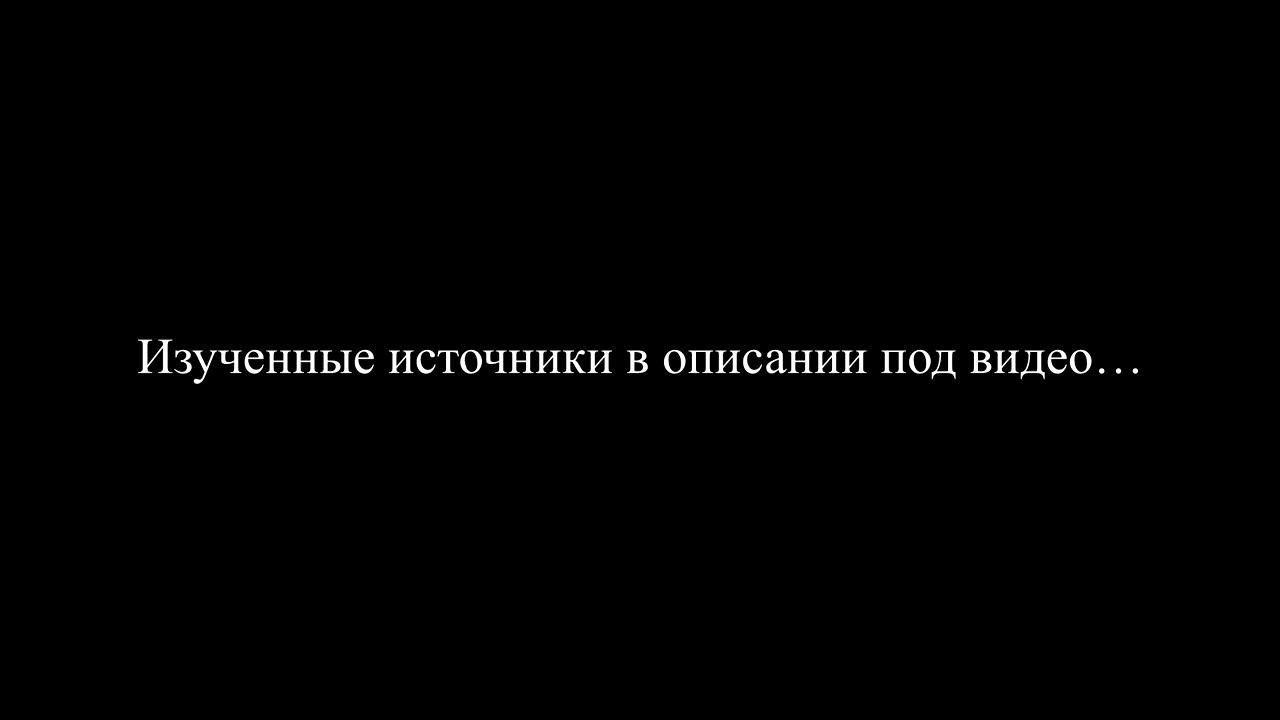 Изученные источники в описании под видео…